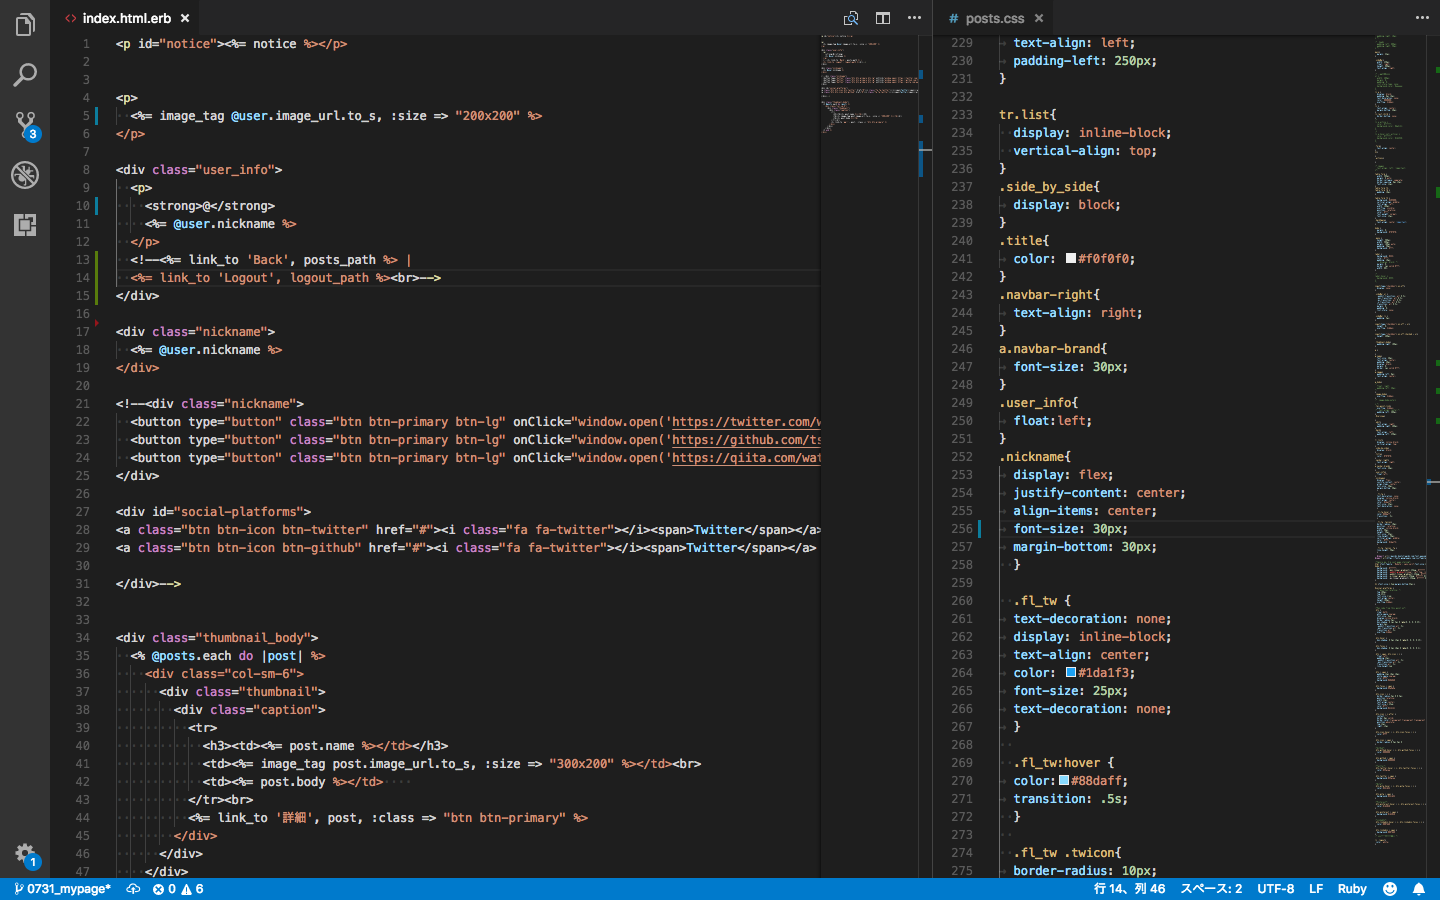 index.html.erb
1 <p id="notice"><%= notice %></p>
2
3
4 <p>
5 <%= image_tag @user.image_url.to_s, :size => "200x200" %>
6 </p>
7
8 <div class="user_info">
9 <p>
10 <strong>@</strong>
11 <%= @user.nickname %>
12 </p>
13 <!--<%= link_to 'Back', posts_path %> |
14 <%= link_to 'Logout', logout_path %><br>-->
15 </div>
16
17 <div class="nickname">
18 <%= @user.nickname %>
19 </div>
20
21 <!--<div class="nickname">
22 <button type="button" class="btn btn-primary btn-lg" onClick="window.open('https://twitter.com/w
23 <button type="button" class="btn btn-primary btn-lg" onClick="window.open('https://github.com/ts
24 <button type="button" class="btn btn-primary btn-lg" onClick="window.open('https://qiita.com/wat
25 </div>
26
27 <div id="social-platforms">
28 <a class="btn btn-icon btn-twitter" href="#"><i class="fa fa-twitter"></i><span>Twitter</span></a>
29 <a class="btn btn-icon btn-github" href="#"><i class="fa fa-twitter"></i><span>Twitter</span></a>
30
31 </div>-->
32
33
34 <div class="thumbnail_body">
35 <% @posts.each do |post| %>
36 <div class="col-sm-6">
37 <div class="thumbnail">
38 <div class="caption">
39 <tr>
40 <h3><td><%= post.name %></td></h3>
41 <td><%= image_tag post.image_url.to_s, :size => "300x200" %></td><br>
42 <td><%= post.body %></td>
43 </tr><br>
44 <%= link_to '詳細', post, :class => "btn btn-primary" %>
45 </div>
46 </div>
47 </div>
# posts.css
229 text-align: left;
230 padding-left: 250px;
231 }
232
233 tr.list{
234 display: inline-block;
235 vertical-align: top;
236 }
237 .side_by_side{
238 display: block;
239 }
240 .title{
241 color: #f0f0f0;
242 }
243 .navbar-right{
244 text-align: right;
245 }
246 a.navbar-brand{
247 font-size: 30px;
248 }
249 .user_info{
250 float:left;
251 }
252 .nickname{
253 display: flex;
254 justify-content: center;
255 align-items: center;
256 font-size: 30px;
257 margin-bottom: 30px;
258 }
259
260 .fl_tw {
261 text-decoration: none;
262 display: inline-block;
263 text-align: center;
264 color: #1da1f3;
265 font-size: 25px;
266 text-decoration: none;
267 }
268
269 .fl_tw:hover {
270 color:#88daff;
271 transition: .5s;
272 }
273
274 .fl_tw .twicon{
275 border-radius: 10px;
3
1
0731_mypage* 0 6 行 14、列 46 スペース: 2 UTF-8 LF Ruby